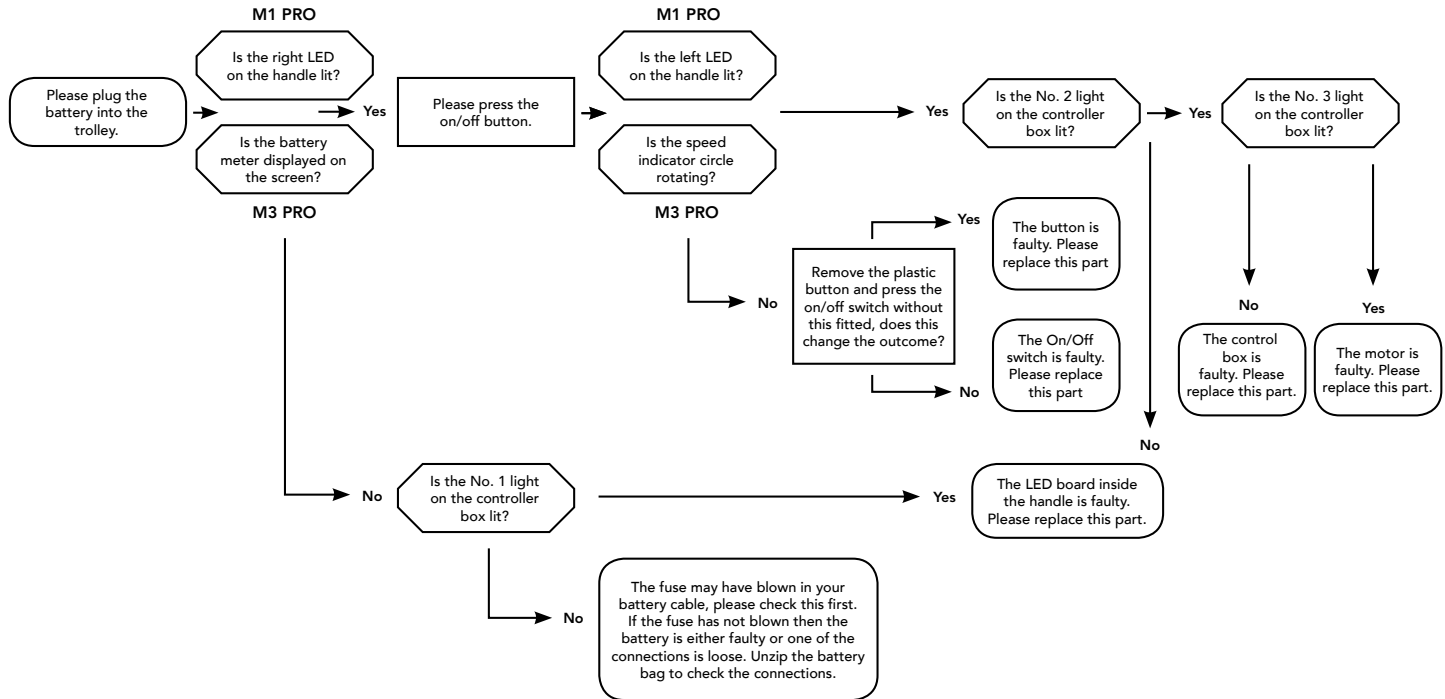 M1 PRO
Is the right LED
on the handle lit?
Please plug the
battery into the
trolley.
Yes
Is the battery
meter displayed on
the screen?
M3 PRO
Please press the
on/off button.
M1 PRO
Is the left LED
on the handle lit?
Is the speed
indicator circle
rotating?
M3 PRO
Yes
Is the No. 2 light
on the controller
box lit?
Yes
Is the No. 3 light
on the controller
box lit?
No
Remove the plastic
button and press the
on/off switch without
this fitted, does this
change the outcome?
Yes
The button is
faulty. Please
replace this part
No
The On/Off
switch is faulty.
Please replace
this part
No
The control
box is
faulty. Please
replace this part.
Yes
The motor is
faulty. Please
replace this part.
No
No
Is the No. 1 light
on the controller
box lit?
Yes
The LED board inside
the handle is faulty.
Please replace this part.
No
The fuse may have blown in your
battery cable, please check this first.
If the fuse has not blown then the
battery is either faulty or one of the
connections is loose. Unzip the battery
bag to check the connections.